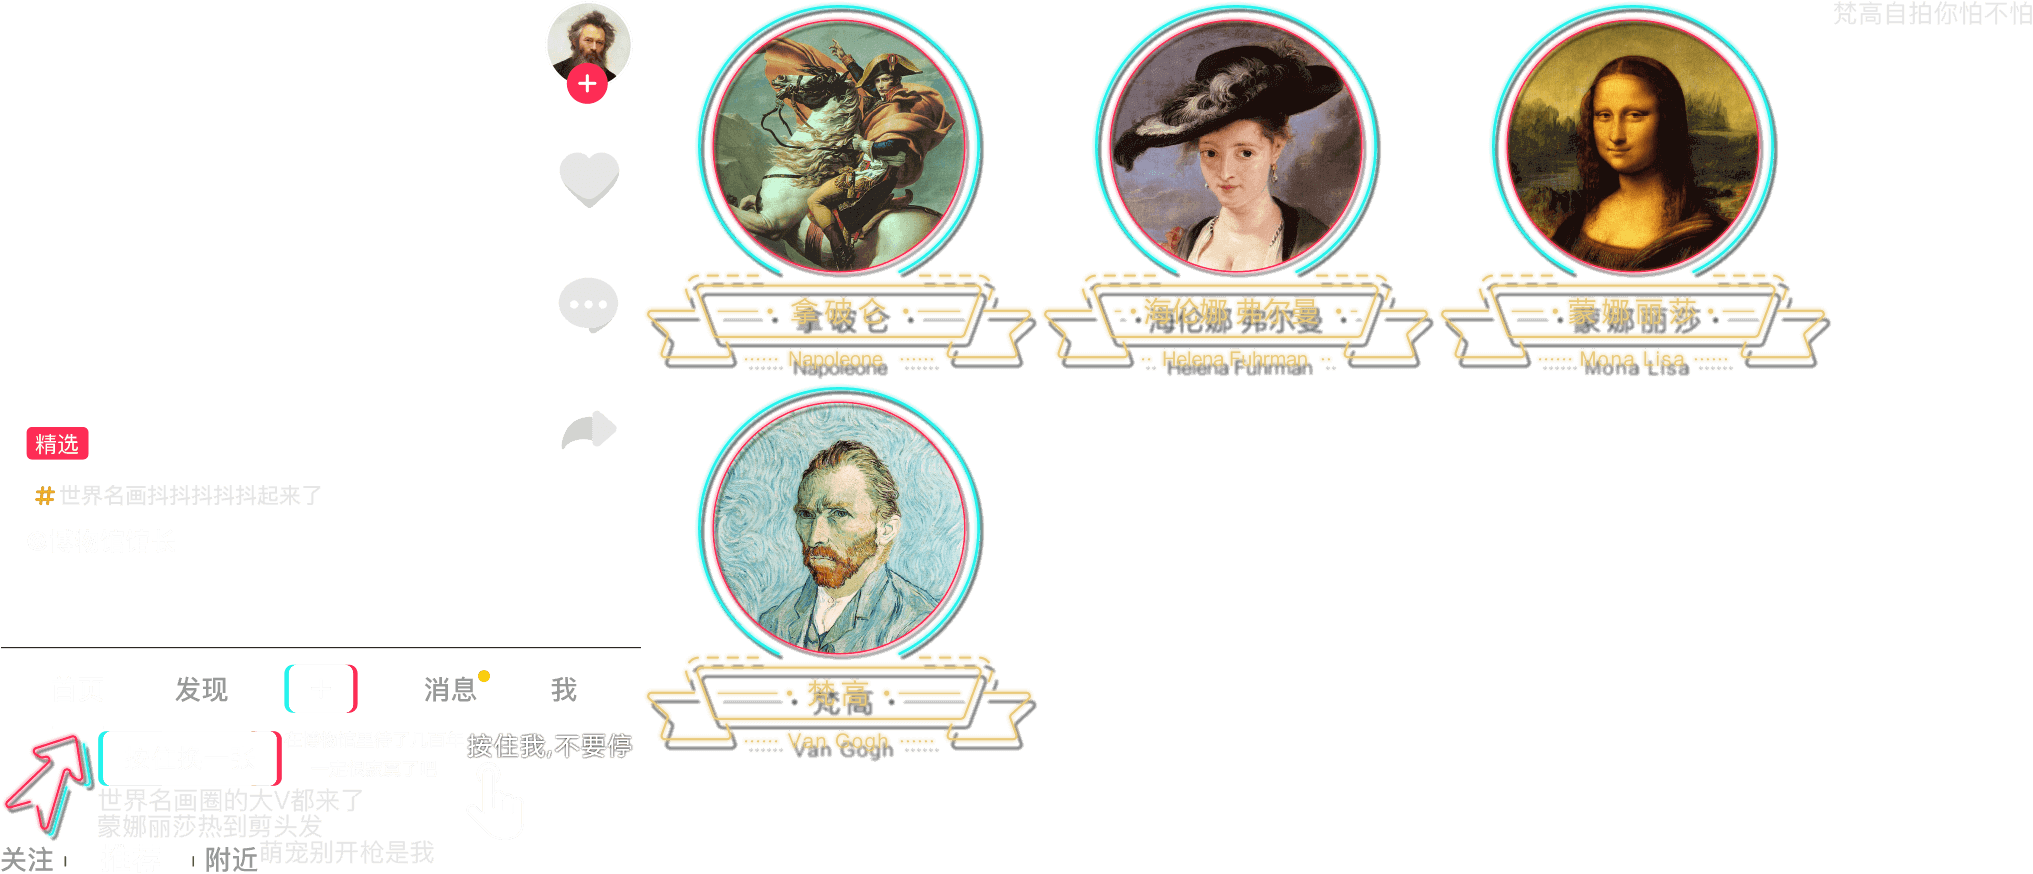 梵高自拍你怕不怕
拿破仑
Napoleone
海伦娜 弗尔曼
Helena Fuhrman
蒙娜丽莎
Mona Lisa
精选
#世界名画抖抖抖抖抖起来了
梵高
Van Gogh
发现
消息
我
按住我,不要停
世界名画圈的大V都来了
蒙娜丽莎热到剪头发
萌宠别开枪是我
关注
附近